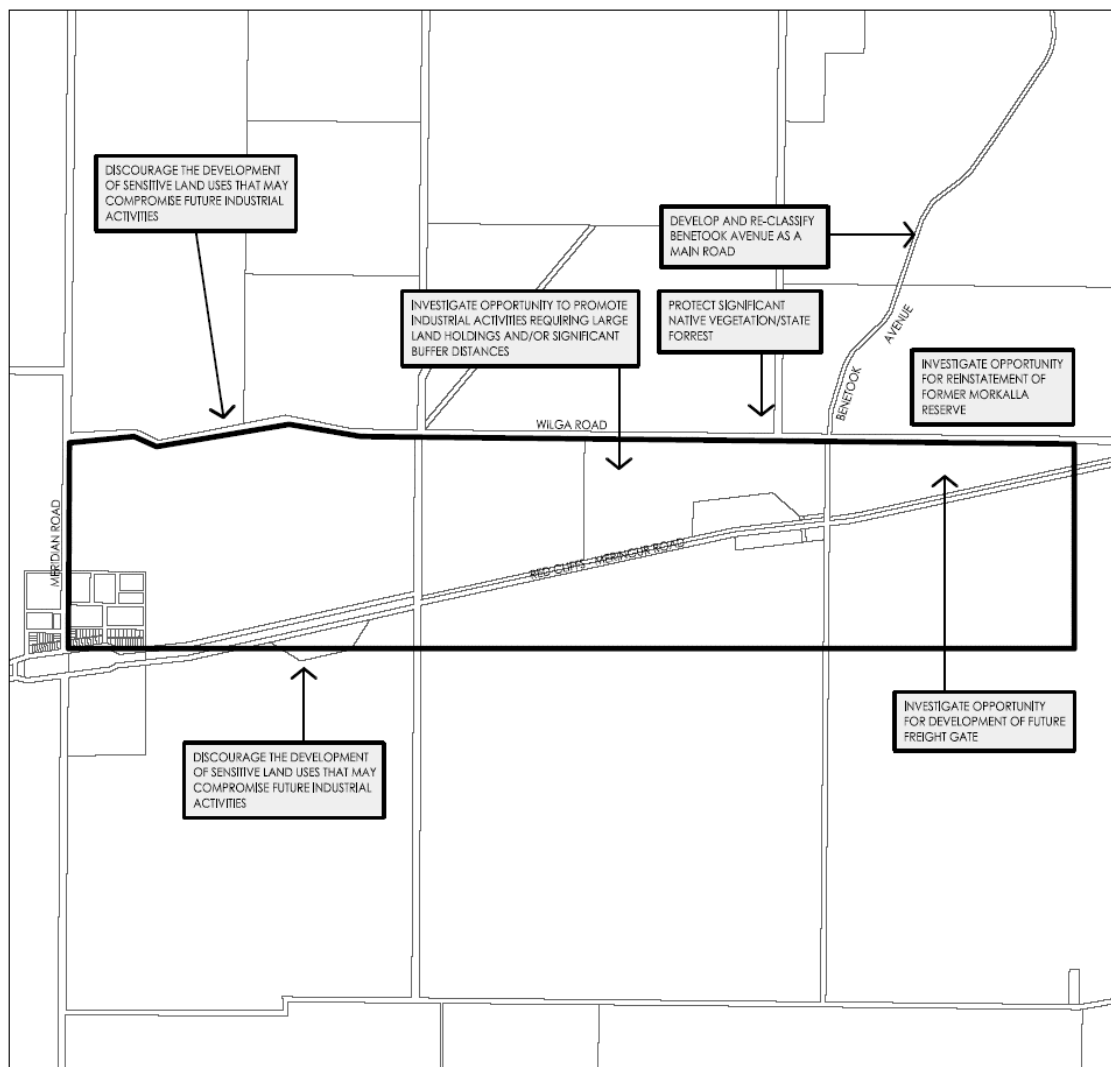 DISCOURAGE THE DEVELOPMENT
OF SENSITIVE LAND USES THAT MAY
COMPROMISE FUTURE INDUSTRIAL
ACTIVITIES
DEVELOP AND RE-CLASSIFY
BENETOOK AVENUE AS A
MAIN ROAD
INVESTIGATE OPPORTUNITY TO PROMOTE
INDUSTRIAL ACTIVITIES REQUIRING LARGE
LAND HOLDINGS AND/OR SIGNIFICANT
BUFFER DISTANCES
PROTECT SIGNIFICANT
NATIVE VEGETATION/STATE
FORREST
BENETOOK AVENUE
INVESTIGATE OPPORTUNITY
FOR REINSTATEMENT OF
FORMER MORKALLA
RESERVE
WILGA ROAD
MERIDIAN ROAD
RED CLIFFS - MERINGUR ROAD
INVESTIGATE OPPORTUNITY
FOR DEVELOPMENT OF FUTURE
FREIGHT GATE
DISCOURAGE THE DEVELOPMENT
OF SENSITIVE LAND USES THAT MAY
COMPROMISE FUTURE INDUSTRIAL
ACTIVITIES